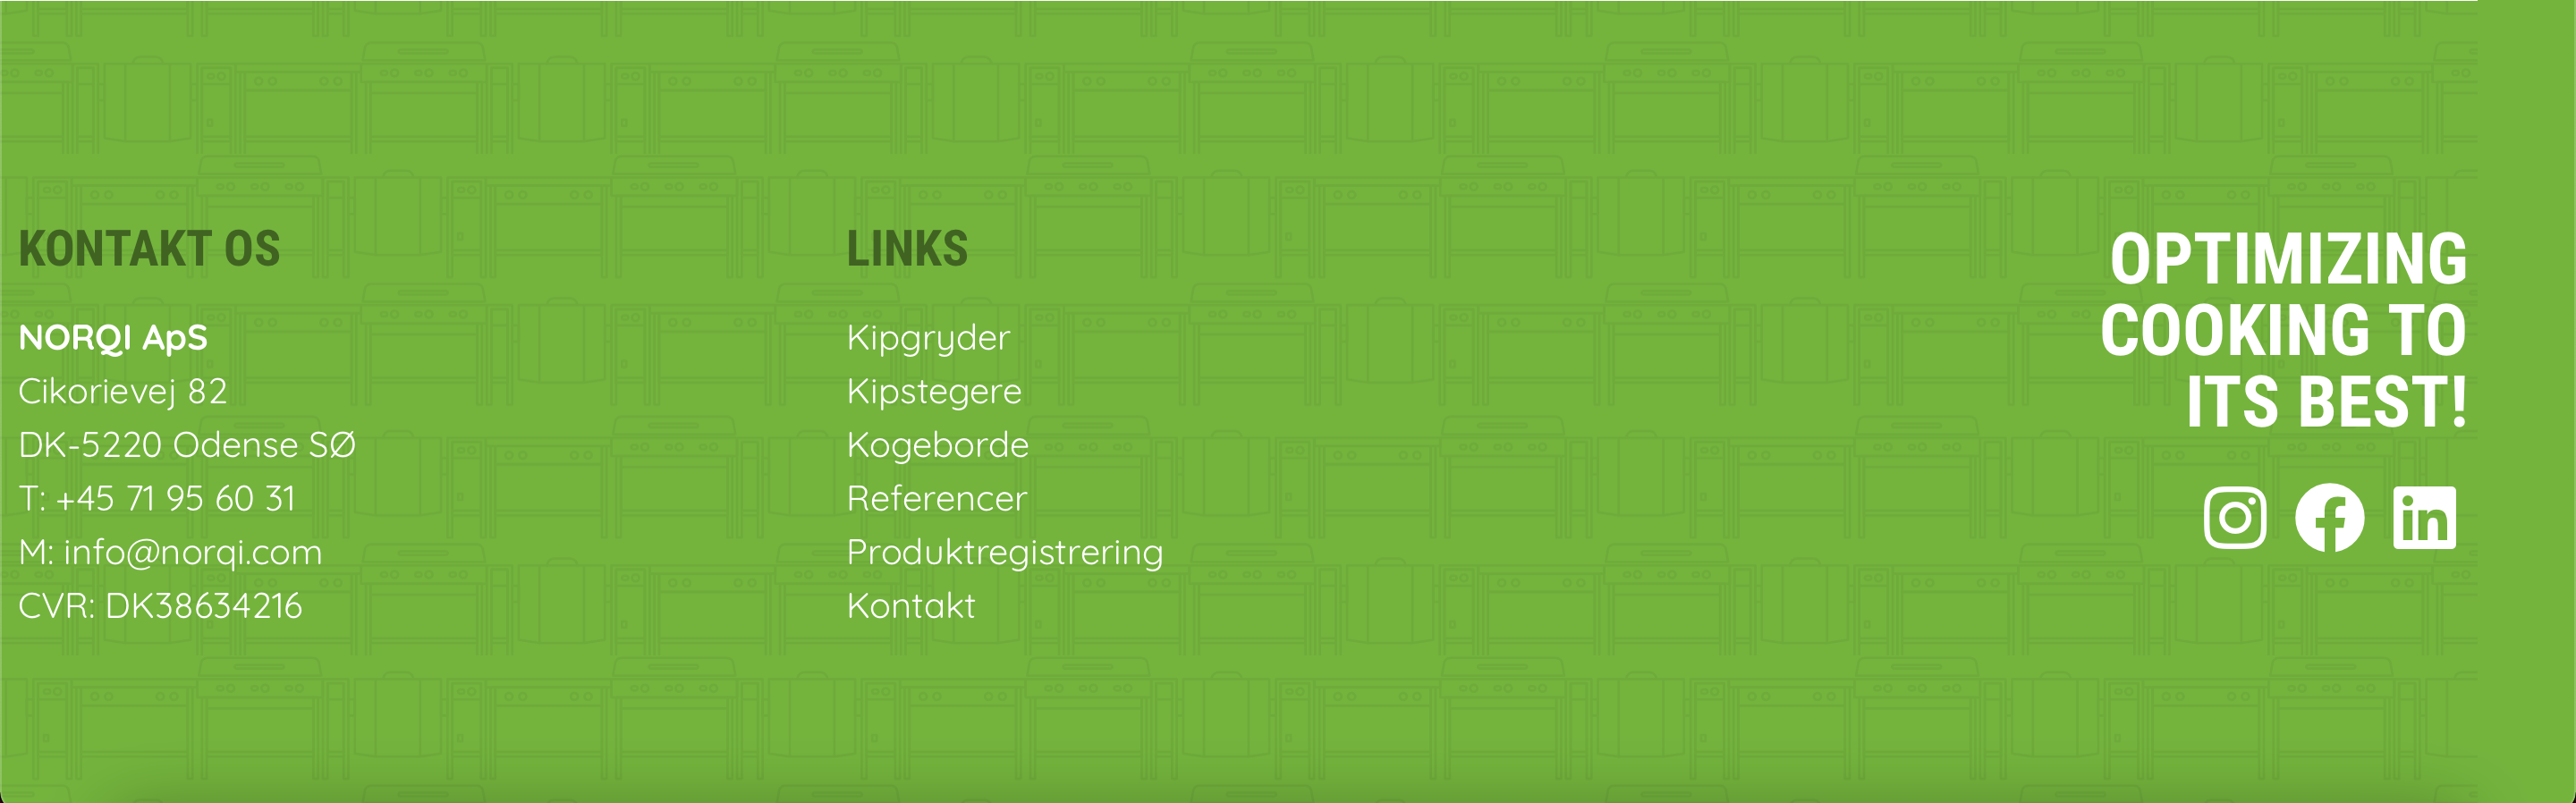 KONTAKT OS
NORQI ApS
Cikorievej 82
DK-5220 Odense SØ
T: +45 71 95 60 31
M: info@norqi.com
CVR: DK38634216
LINKS
Kipgryder
Kipstegere
Kogeborde
Referencer
Produktregistrering
Kontakt
OPTIMIZING
COOKING TO
ITS BEST!